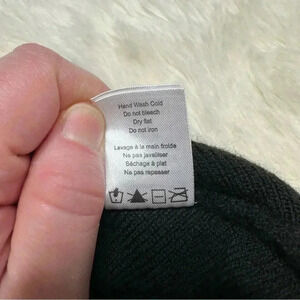 Hand Wash Cold
Do not bleach
Dry flat
Do not iron
Lavage à la main froide
Ne pas javaliser
Séchage à plat
Ne pas repasser